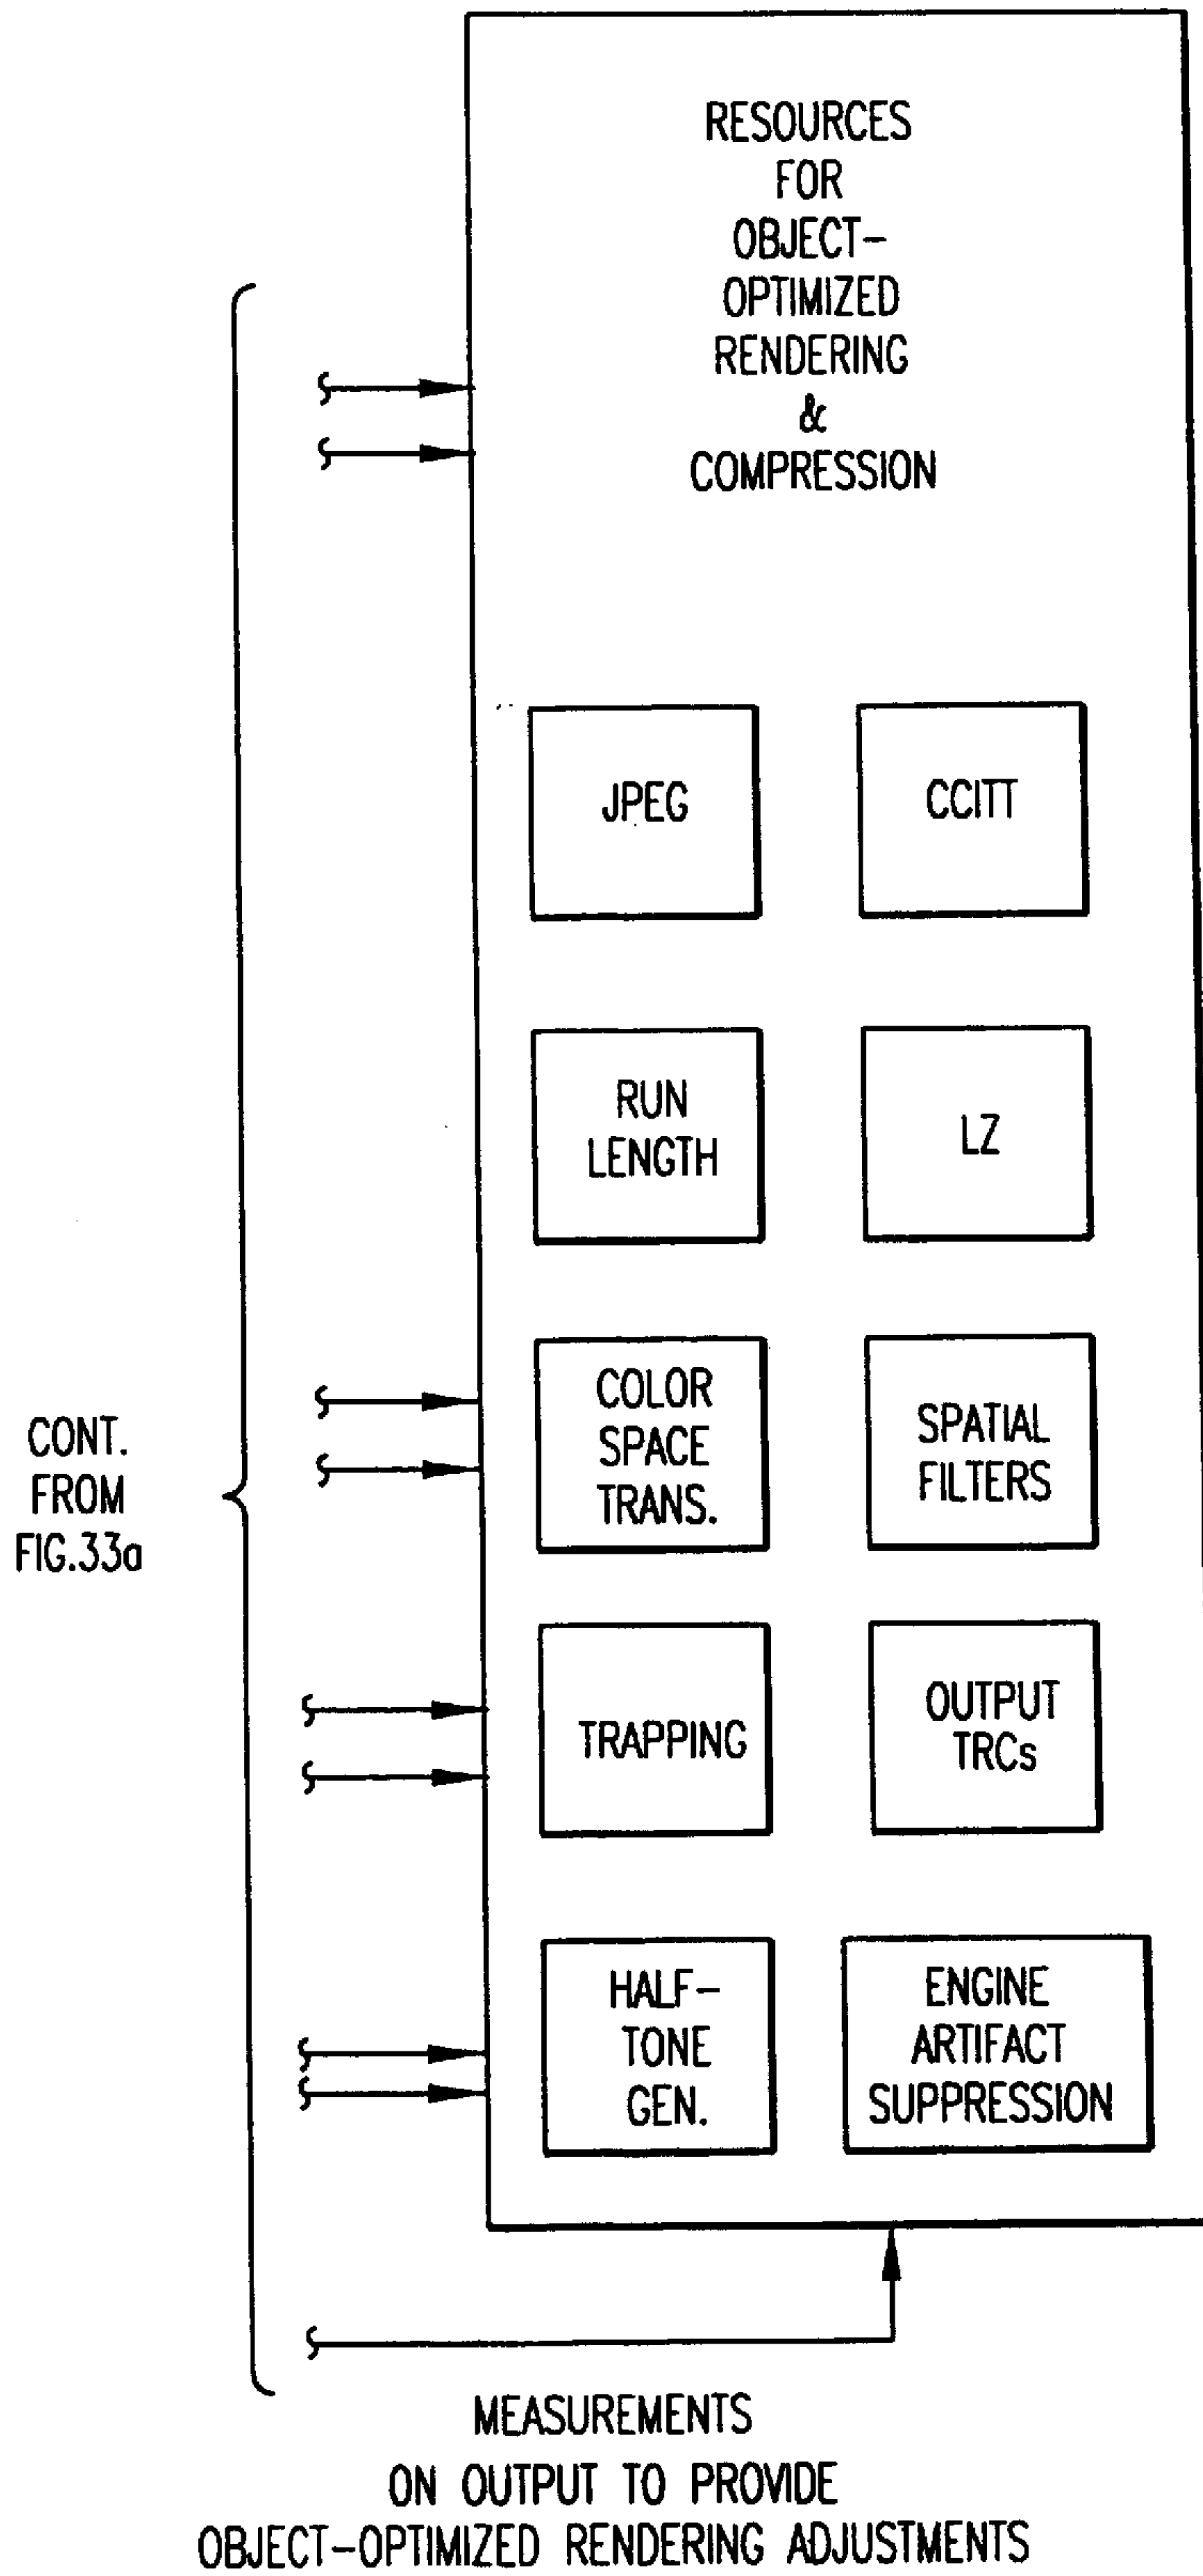 RESOURCES
FOR
OBJECT-
OPTIMIZED
RENDERING
&
COMPRESSION
JPEG
CCITT
RUN
LENGTH
LZ
CONT.
FROM
FIG.33a
COLOR
SPACE
TRANS.
SPATIAL
FILTERS
TRAPPING
OUTPUT
TRCs
HALF-
TONE
GEN.
ENGINE
ARTIFACT
SUPPRESSION
MEASUREMENTS
ON OUTPUT TO PROVIDE
OBJECT-OPTIMIZED RENDERING ADJUSTMENTS